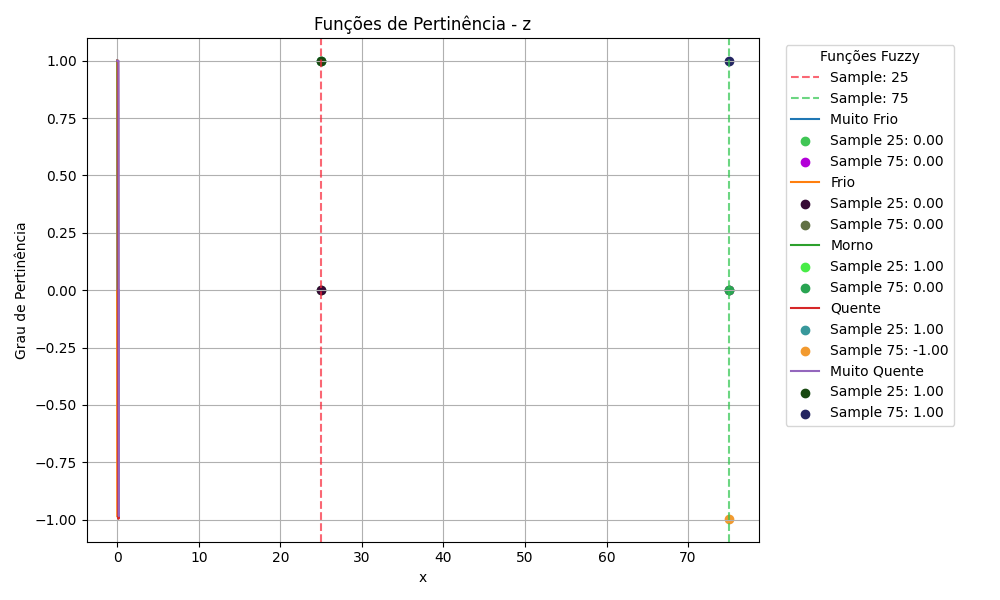 Funções de Pertinência - z
Grau de Pertinência
1.00
0.75
0.50
0.25
0.00
−0.25
−0.50
−0.75
−1.00
0
10
20
30
40
50
60
70
x
Funções Fuzzy
Sample: 25
Sample: 75
Muito Frio
Sample 25: 0.00
Sample 75: 0.00
Frio
Sample 25: 0.00
Sample 75: 0.00
Morno
Sample 25: 1.00
Sample 75: 0.00
Quente
Sample 25: 1.00
Sample 75: -1.00
Muito Quente
Sample 25: 1.00
Sample 75: 1.00